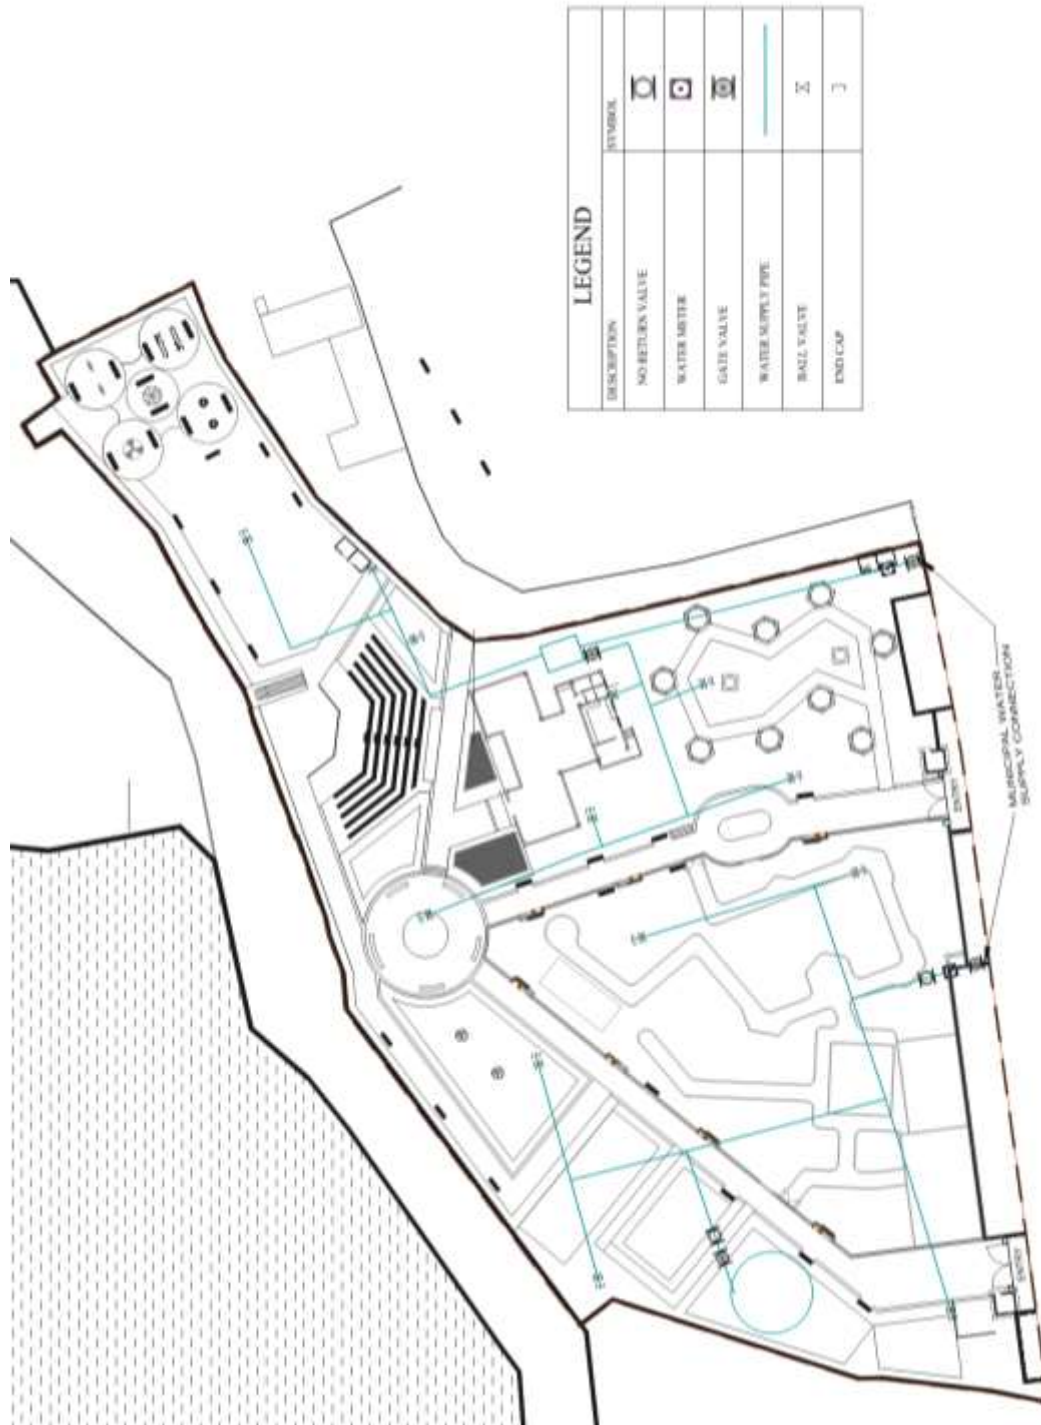 LEGEND
DESCRIPTION SYMBOL
NO RETURN VALVE
WATER METER
GATE VALVE
WATER SUPPLY PIPE
BALL VALVE
END CAP
ENTRY
MUNICIPAL WATER
SUPPLY CONNECTION
ENTRY